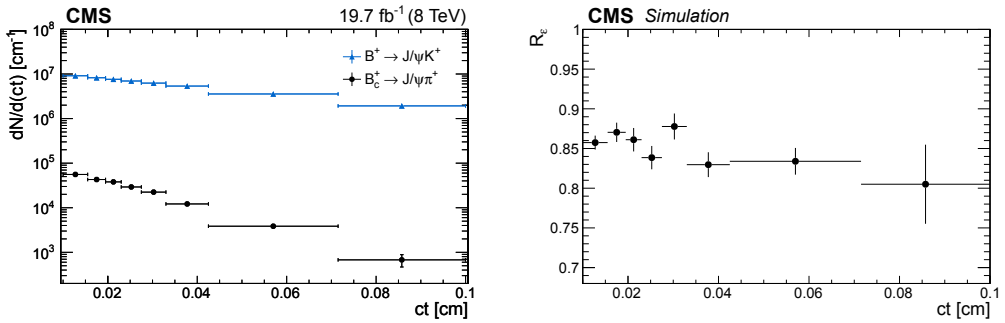 CMS 19.7 fb⁻¹ (8 TeV)
dN/d(ct) [cm⁻¹]
10⁸
10⁷
10⁶
10⁵
10⁴
10³
B⁺ → J/ψK⁺
B_c⁺ → J/ψπ⁺
0.02 0.04 0.06 0.08 0.1
ct [cm]
CMS Simulation
R_ε
1
0.95
0.9
0.85
0.8
0.75
0.7
0.02 0.04 0.06 0.08 0.1
ct [cm]